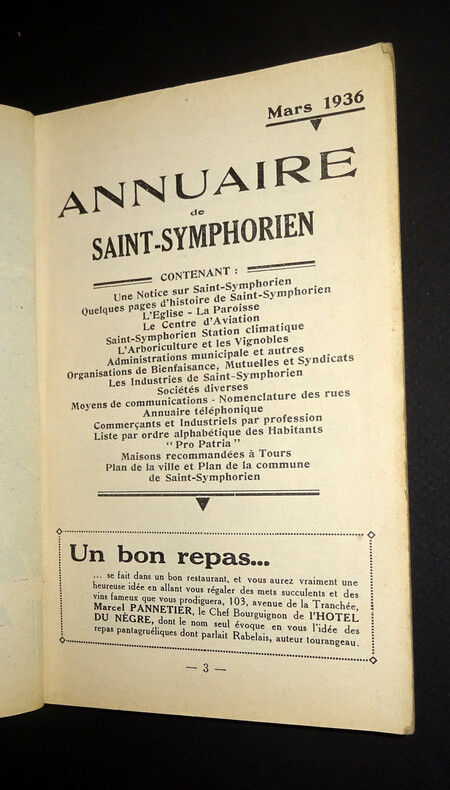 Mars 1936
ANNUAIRE
de
SAINT-SYMPHORIEN
CONTENANT :
Une Notice sur Saint-Symphorien
Quelques pages d'histoire de Saint-Symphorien
L'Eglise - La Paroisse
Le Centre d'Aviation
Saint-Symphorien Station climatique
L'Arboriculture et les Vignobles
Administrations municipale et autres
Organisations de Bienfaisance, Mutuelles et Syndicats
Les Industries de Saint-Symphorien
Sociétés diverses
Moyens de communications - Nomenclature des rues
Annuaire téléphonique
Commerçants et Industriels par profession
Liste par ordre alphabétique des Habitants
" Pro Patria "
Maisons recommandées à Tours
Plan de la ville et Plan de la commune
de Saint-Symphorien
Un bon repas...
... se fait dans un bon restaurant, et vous aurez vraiment une
heureuse idée en allant vous régaler des mets succulents et des
vins fameux que vous prodiguera, 103, avenue de la Tranchée,
Marcel PANNETIER, le Chef Bourguignon de l'HOTEL
DU NÈGRE, dont le nom seul évoque en vous l'idée des
repas pantagruéliques dont parlait Rabelais, auteur tourangeau.
— 3 —